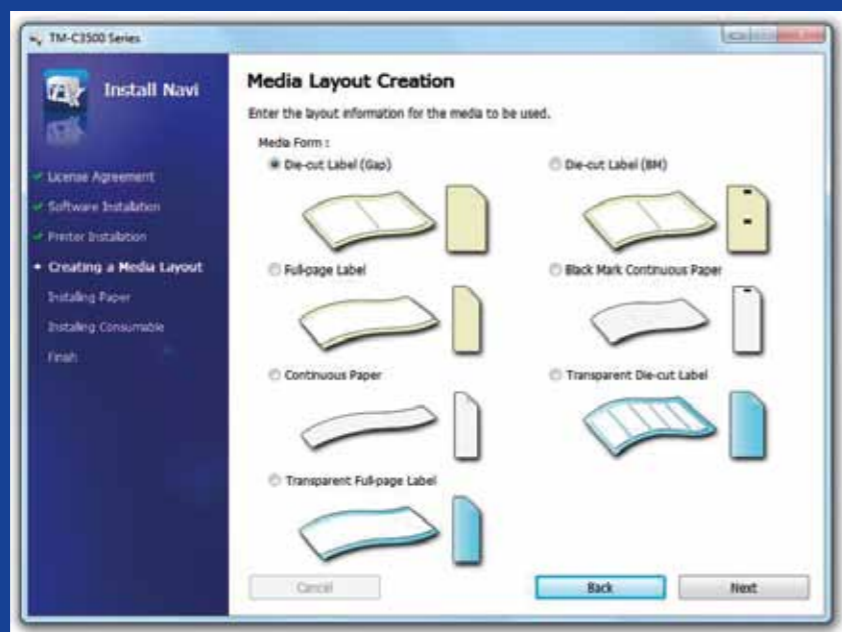 TM-C3500 Series
Install Navi
License Agreement
Software Installation
Printer Installation
Creating a Media Layout
Installing Paper
Installing Consumable
Finish
Media Layout Creation
Enter the layout information for the media to be used.
Media Form :
Die-cut Label (Gap)
Die-cut Label (BM)
Full-page Label
Black Mark Continuous Paper
Continuous Paper
Transparent Die-cut Label
Transparent Full-page Label
Cancel
Back
Next